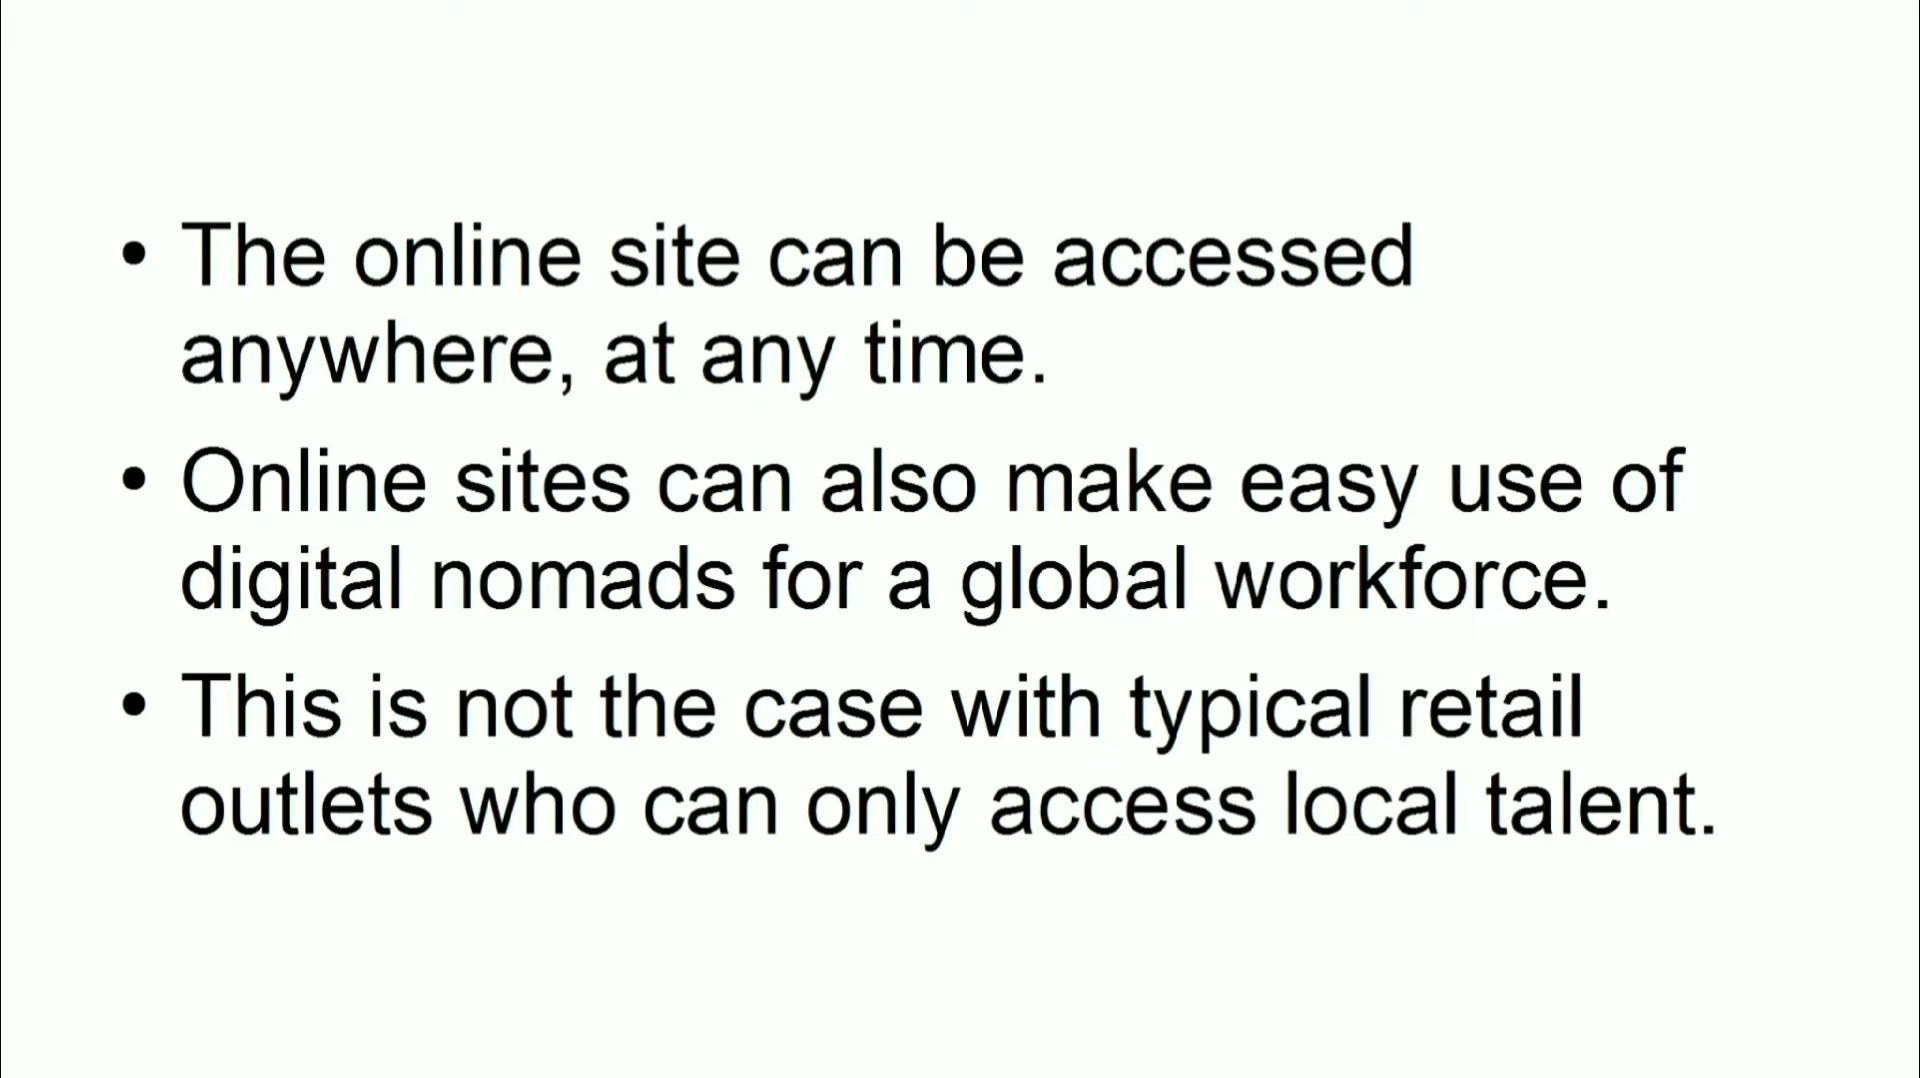 • The online site can be accessed
anywhere, at any time.
• Online sites can also make easy use of
digital nomads for a global workforce.
• This is not the case with typical retail
outlets who can only access local talent.